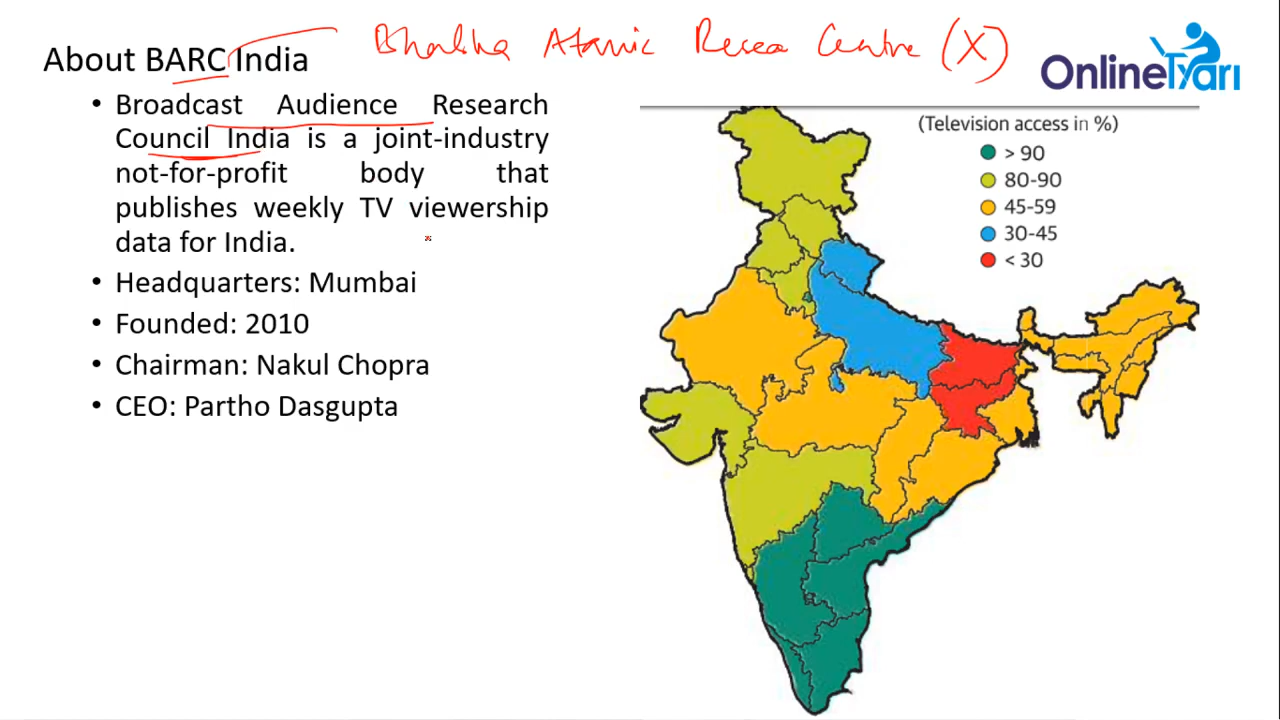 About BARC India
Bhabha Atomic Resea Centre (X)
OnlineTyari
• Broadcast Audience Research
Council India is a joint-industry
not-for-profit body that
publishes weekly TV viewership
data for India.
• Headquarters: Mumbai
• Founded: 2010
• Chairman: Nakul Chopra
• CEO: Partho Dasgupta
(Television access in %)
> 90
80-90
45-59
30-45
< 30